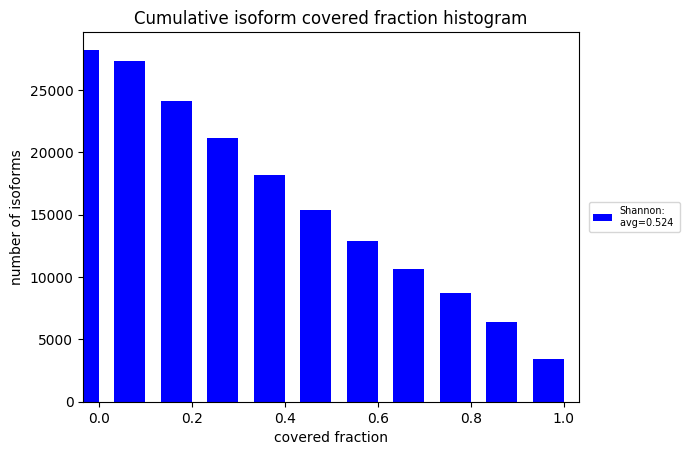 Cumulative isoform covered fraction histogram
number of isoforms
25000
20000
15000
10000
5000
0
0.0 0.2 0.4 0.6 0.8 1.0
covered fraction
Shannon:
avg=0.524